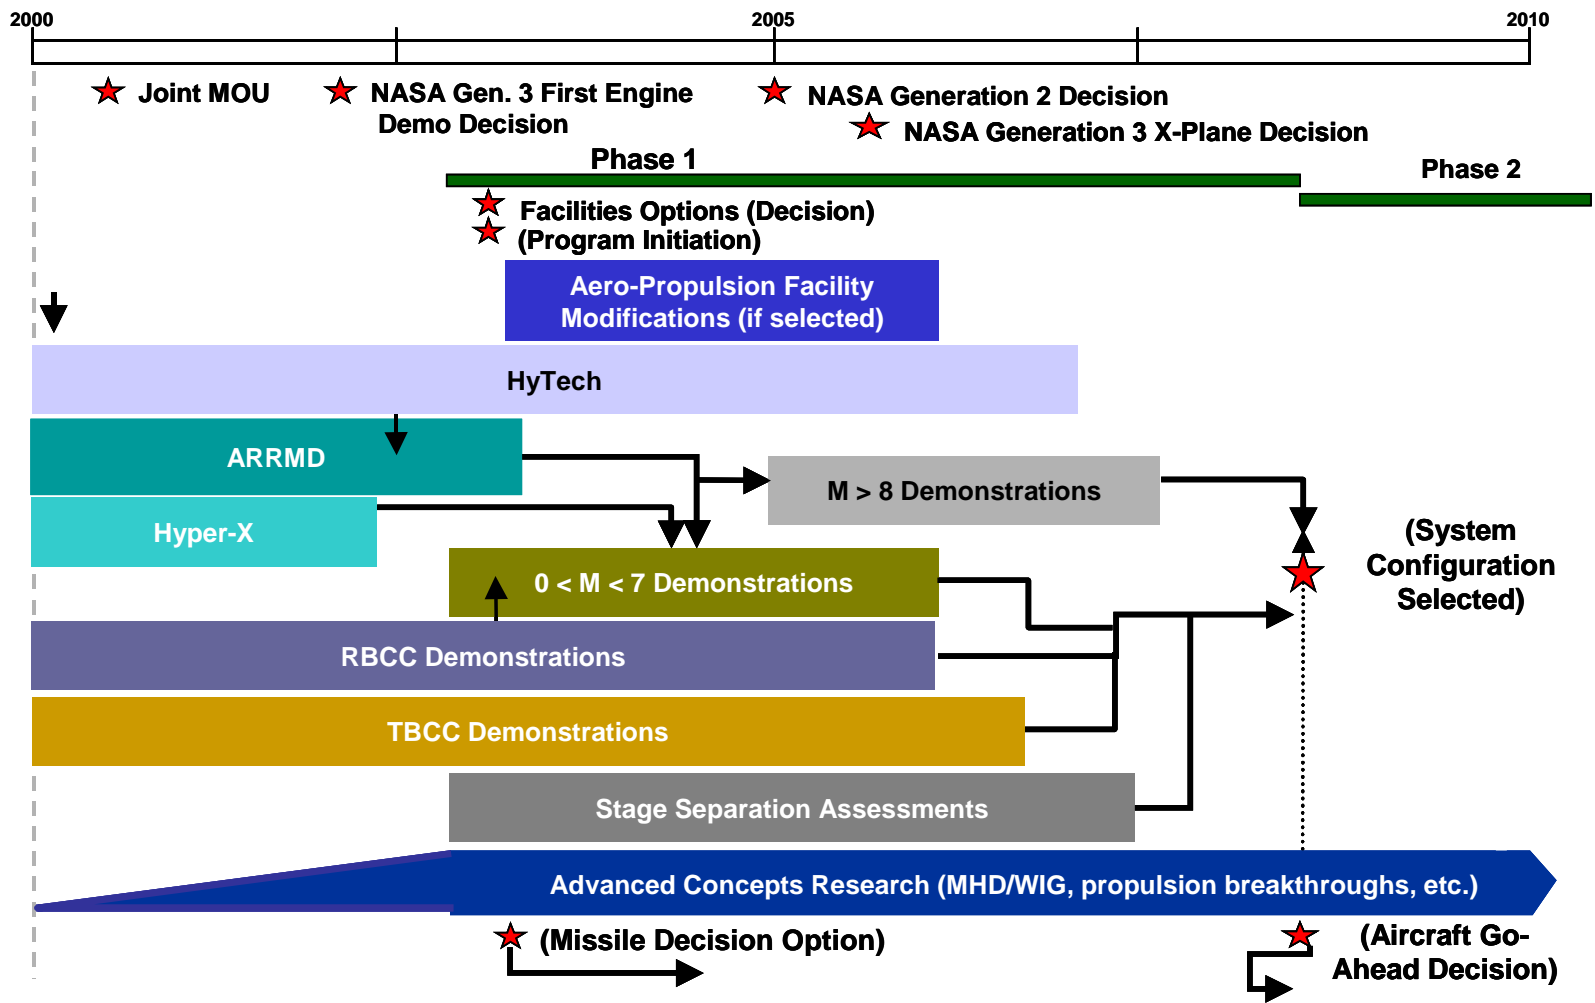 2000
2005
2010
Joint MOU
NASA Gen. 3 First Engine
Demo Decision
NASA Generation 2 Decision
NASA Generation 3 X-Plane Decision
Phase 1
Phase 2
Facilities Options (Decision)
(Program Initiation)
Aero-Propulsion Facility
Modifications (if selected)
HyTech
ARRMD
M > 8 Demonstrations
Hyper-X
(System
Configuration
Selected)
0 < M < 7 Demonstrations
RBCC Demonstrations
TBCC Demonstrations
Stage Separation Assessments
Advanced Concepts Research (MHD/WIG, propulsion breakthroughs, etc.)
(Missile Decision Option)
(Aircraft Go-
Ahead Decision)